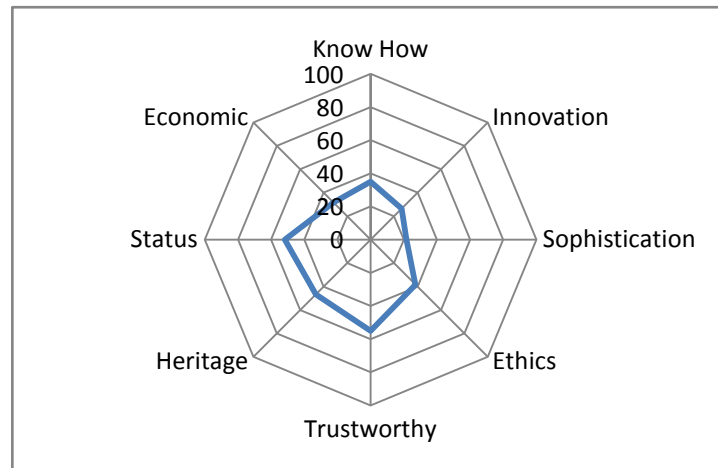 Know How
100
Economic
Innovation
80
60
40
20
Status
0
Sophistication
Heritage
Ethics
Trustworthy